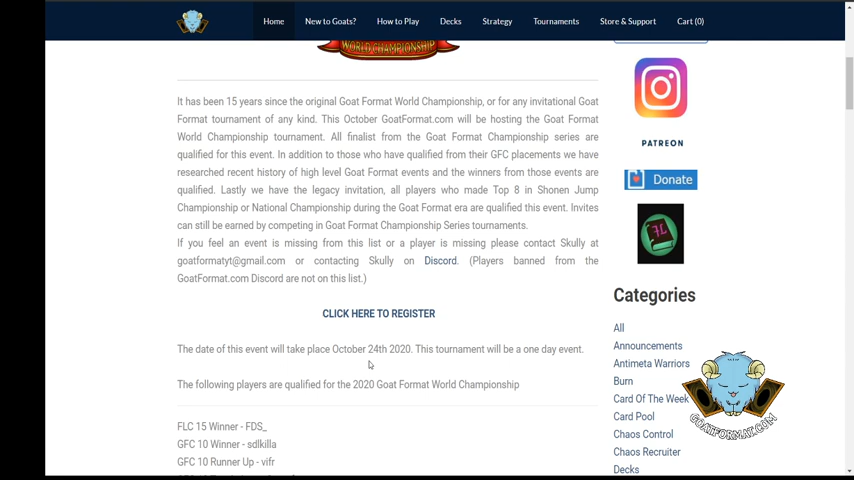 Home New to Goats? How to Play Decks Strategy Tournaments Store & Support Cart (0)
WORLD CHAMPIONSHIP
It has been 15 years since the original Goat Format World Championship, or for any invitational Goat
Format tournament of any kind. This October GoatFormat.com will be hosting the Goat Format
World Championship tournament. All finalist from the Goat Format Championship series are
qualified for this event. In addition to those who have qualified from their GFC placements we have
researched recent history of high level Goat Format events and the winners from those events are
qualified. Lastly we have the legacy invitation, all players who made Top 8 in Shonen Jump
Championship or National Championship during the Goat Format era are qualified this event. Invites
can still be earned by competing in Goat Format Championship Series tournaments.
If you feel an event is missing from this list or a player is missing please contact Skully at
goatformatyt@gmail.com or contacting Skully on Discord. (Players banned from the
GoatFormat.com Discord are not on this list.)
CLICK HERE TO REGISTER
The date of this event will take place October 24th 2020. This tournament will be a one day event.
The following players are qualified for the 2020 Goat Format World Championship
FLC 15 Winner - FDS_
GFC 10 Winner - sdlkilla
GFC 10 Runner Up - vifr
PATREON
Donate
Categories
All
Announcements
Antimeta Warriors
Burn
Card Of The Week
Card Pool
Chaos Control
Chaos Recruiter
Decks
GOATFORMAT.COM